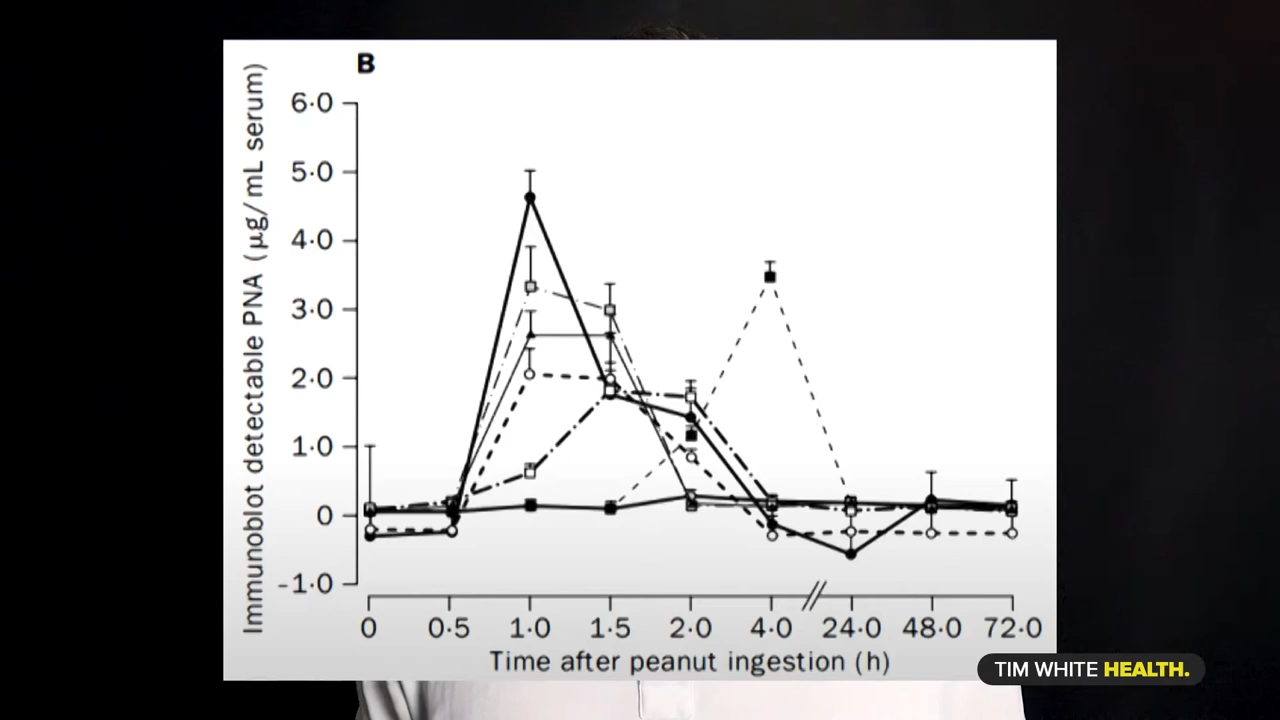 B
Immunoblot detectable PNA (µg/mL serum)
6·0
5·0
4·0
3·0
2·0
1·0
0
-1·0
0 0·5 1·0 1·5 2·0 4·0 24·0 48·0 72·0
Time after peanut ingestion (h)
TIM WHITE HEALTH.